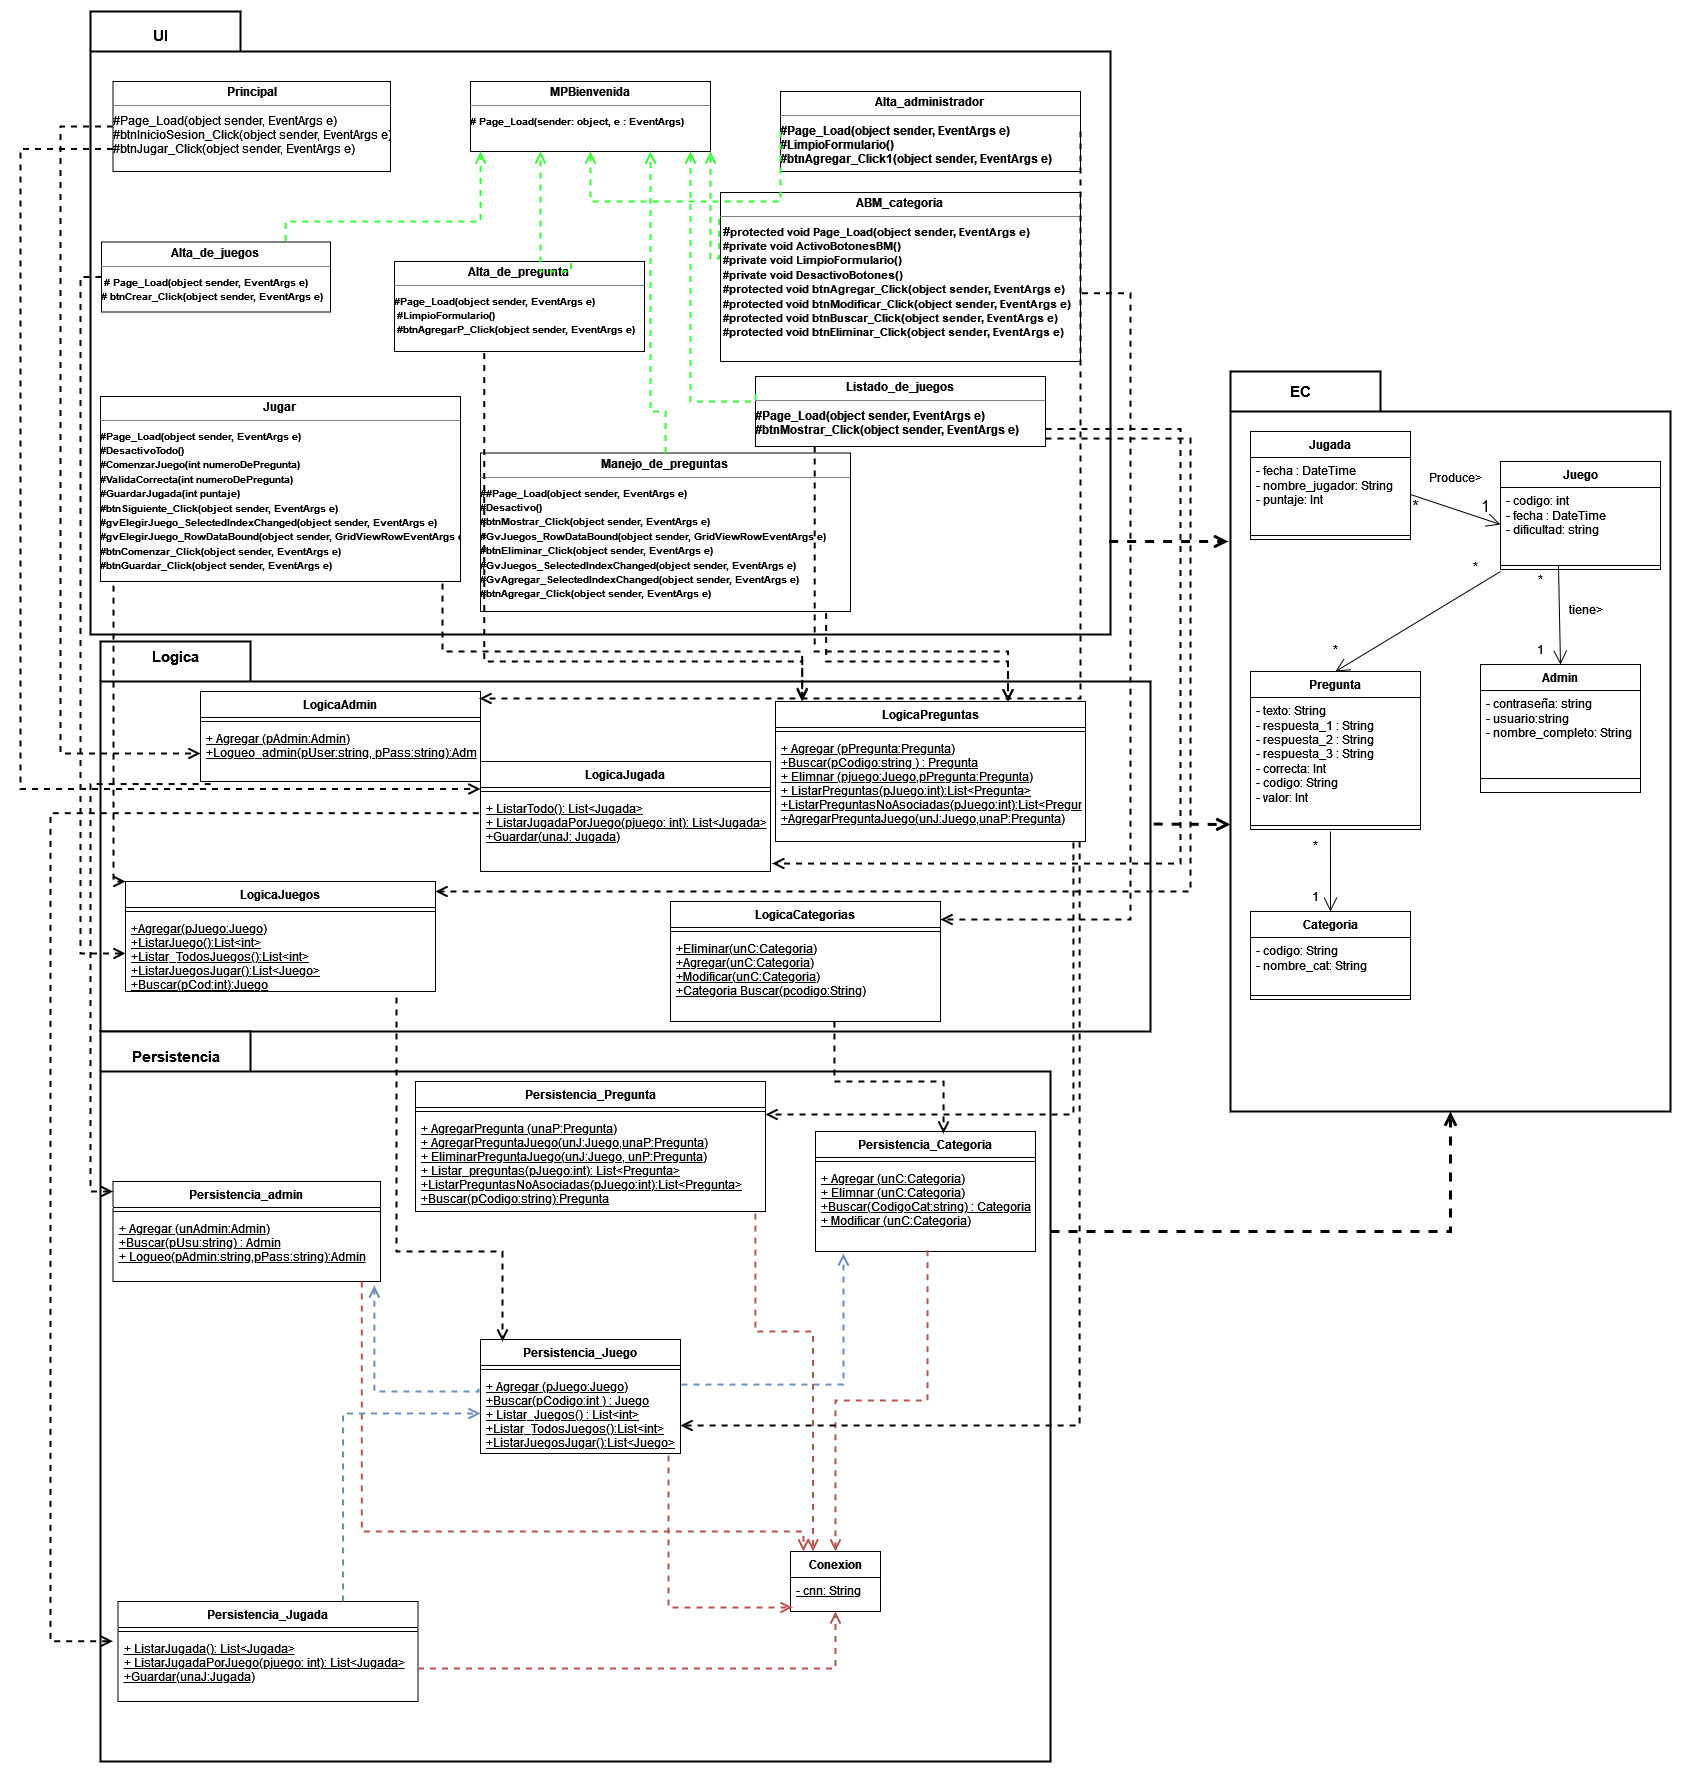 UI
Principal
#Page_Load(object sender, EventArgs e)
#btnInicioSesion_Click(object sender, EventArgs e)
#btnJugar_Click(object sender, EventArgs e)
MPBienvenida
# Page_Load(sender: object, e : EventArgs)
Alta_administrador
#Page_Load(object sender, EventArgs e)
#LimpioFormulario()
#btnAgregar_Click1(object sender, EventArgs e)
ABM_categoria
#protected void Page_Load(object sender, EventArgs e)
#private void ActivoBotonesBM()
#private void LimpioFormulario()
#private void DesactivoBotones()
#protected void btnAgregar_Click(object sender, EventArgs e)
#protected void btnModificar_Click(object sender, EventArgs e)
#protected void btnBuscar_Click(object sender, EventArgs e)
#protected void btnEliminar_Click(object sender, EventArgs e)
Alta_de_juegos
# Page_Load(object sender, EventArgs e)
# btnCrear_Click(object sender, EventArgs e)
Alta_de_pregunta
#Page_Load(object sender, EventArgs e)
#LimpioFormulario()
#btnAgregarP_Click(object sender, EventArgs e)
Listado_de_juegos
#Page_Load(object sender, EventArgs e)
#btnMostrar_Click(object sender, EventArgs e)
Jugar
#Page_Load(object sender, EventArgs e)
#DesactivoTodo()
#ComenzarJuego(int numeroDePregunta)
#ValidaCorrecta(int numeroDePregunta)
#GuardarJugada(int puntaje)
#btnSiguiente_Click(object sender, EventArgs e)
#gvElegirJuego_SelectedIndexChanged(object sender, EventArgs e)
#gvElegirJuego_RowDataBound(object sender, GridViewRowEventArgs e
#btnComenzar_Click(object sender, EventArgs e)
#btnGuardar_Click(object sender, EventArgs e)
Manejo_de_preguntas
##Page_Load(object sender, EventArgs e)
#Desactivo()
#btnMostrar_Click(object sender, EventArgs e)
#GvJuegos_RowDataBound(object sender, GridViewRowEventArgs e)
#btnEliminar_Click(object sender, EventArgs e)
#GvJuegos_SelectedIndexChanged(object sender, EventArgs e)
#GvAgregar_SelectedIndexChanged(object sender, EventArgs e)
#btnAgregar_Click(object sender, EventArgs e)
EC
Jugada
- fecha : DateTime
- nombre_jugador: String
- puntaje: Int
Produce>
*
1
Juego
- codigo: int
- fecha : DateTime
- dificultad: string
*
*
tiene>
*
1
Pregunta
- texto: String
- respuesta_1 : String
- respuesta_2 : String
- respuesta_3 : String
- correcta: Int
- codigo: String
- valor: Int
Admin
- contraseña: string
- usuario:string
- nombre_completo: String
*
1
Categoria
- codigo: String
- nombre_cat: String
Logica
LogicaAdmin
+ Agregar (pAdmin:Admin)
+Logueo_admin(pUser:string, pPass:string):Adm
LogicaJugada
+ ListarTodo(): List<Jugada>
+ ListarJugadaPorJuego(pjuego: int): List<Jugada>
+Guardar(unaJ: Jugada)
LogicaPreguntas
+ Agregar (pPregunta:Pregunta)
+Buscar(pCodigo:string ) : Pregunta
+ Elimnar (pjuego:Juego,pPregunta:Pregunta)
+ ListarPreguntas(pJuego:int):List<Pregunta>
+ListarPreguntasNoAsociadas(pJuego:int):List<Pregur
+AgregarPreguntaJuego(unJ:Juego,unaP:Pregunta)
LogicaJuegos
+Agregar(pJuego:Juego)
+ListarJuego():List<int>
+Listar_TodosJuegos():List<int>
+ListarJuegosJugar():List<Juego>
+Buscar(pCod:int):Juego
LogicaCategorias
+Eliminar(unC:Categoria)
+Agregar(unC:Categoria)
+Modificar(unC:Categoria)
+Categoria Buscar(pcodigo:String)
Persistencia
Persistencia_Pregunta
+ AgregarPregunta (unaP:Pregunta)
+ AgregarPreguntaJuego(unJ:Juego,unaP:Pregunta)
+ EliminarPreguntaJuego(unJ:Juego, unP:Pregunta)
+ Listar_preguntas(pJuego:int): List<Pregunta>
+ListarPreguntasNoAsociadas(pJuego:int):List<Pregunta>
+Buscar(pCodigo:string):Pregunta
Persistencia_Categoria
+ Agregar (unC:Categoria)
+ Elimnar (unC:Categoria)
+Buscar(CodigoCat:string) : Categoria
+ Modificar (unC:Categoria)
Persistencia_admin
+ Agregar (unAdmin:Admin)
+Buscar(pUsu:string) : Admin
+ Logueo(pAdmin:string,pPass:string):Admin
Persistencia_Juego
+ Agregar (pJuego:Juego)
+Buscar(pCodigo:int ) : Juego
+ Listar_Juegos() : List<int>
+Listar_TodosJuegos():List<int>
+ListarJuegosJugar():List<Juego>
Conexion
- cnn: String
Persistencia_Jugada
+ ListarJugada(): List<Jugada>
+ ListarJugadaPorJuego(pjuego: int): List<Jugada>
+Guardar(unaJ:Jugada)